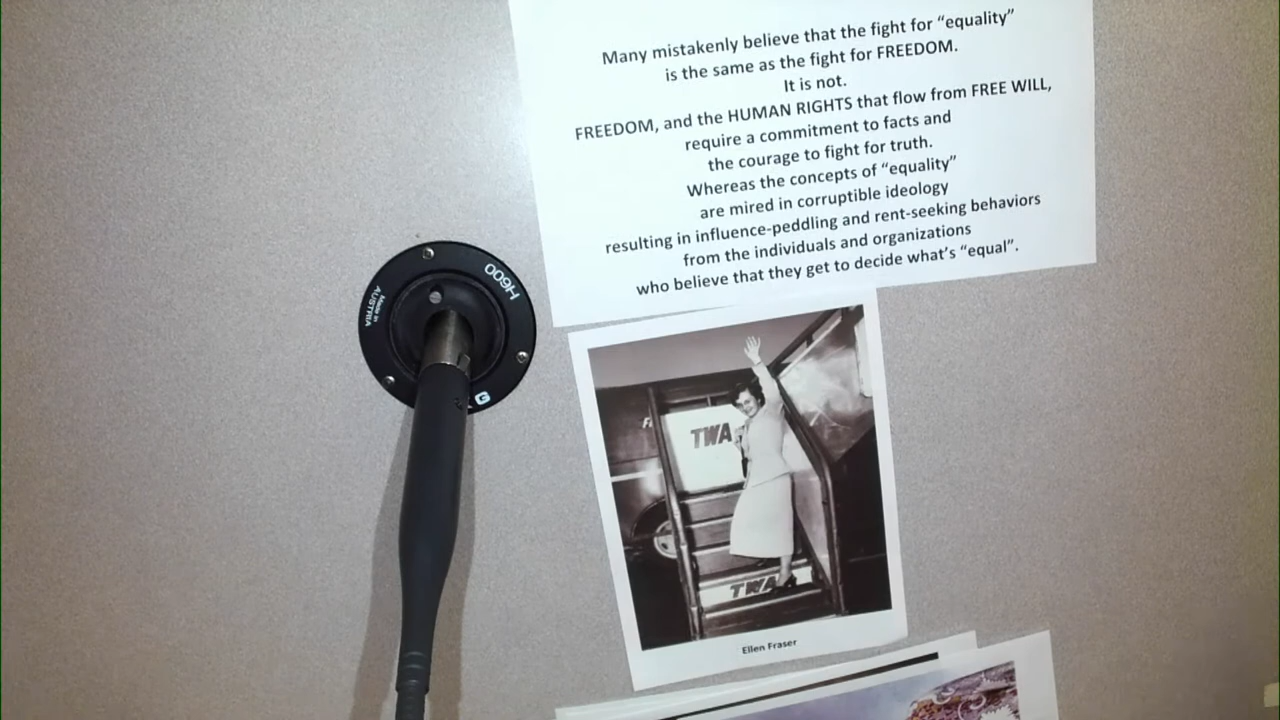 Many mistakenly believe that the fight for “equality”
is the same as the fight for FREEDOM.
It is not.
FREEDOM, and the HUMAN RIGHTS that flow from FREE WILL,
require a commitment to facts and
the courage to fight for truth.
Whereas the concepts of “equality”
are mired in corruptible ideology
resulting in influence-peddling and rent-seeking behaviors
from the individuals and organizations
who believe that they get to decide what’s “equal”.
H600
Made in
AUSTRIA
G
TWA
TWA
Ellen Fraser